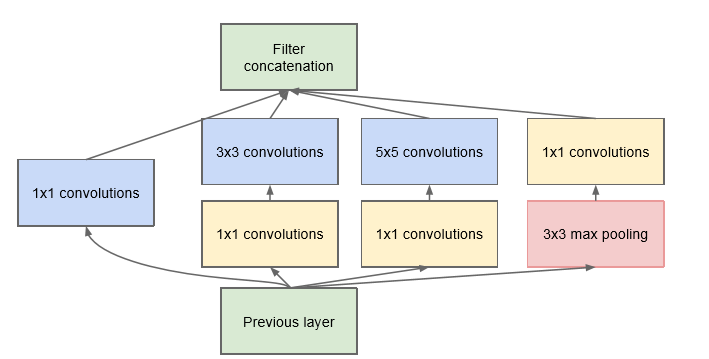 Filter
concatenation
3x3 convolutions
5x5 convolutions
1x1 convolutions
1x1 convolutions
1x1 convolutions
1x1 convolutions
3x3 max pooling
Previous layer